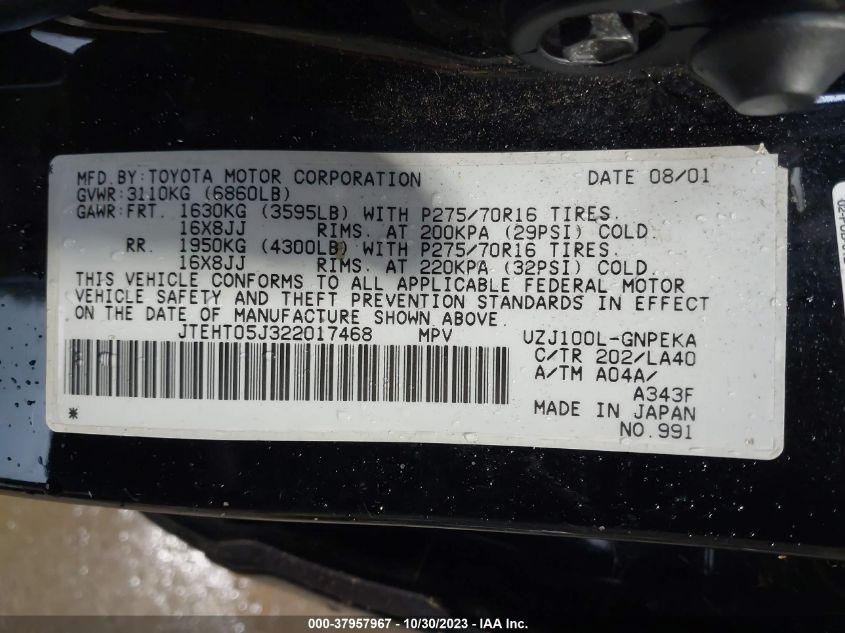 MFD.BY:TOYOTA MOTOR CORPORATION DATE 08/01
GVWR:3110KG (6860LB)
GAWR:FRT. 1630KG (3595LB) WITH P275/70R16 TIRES.
16X8JJ RIMS. AT 200KPA (29PSI) COLD.
RR. 1950KG (4300LB) WITH P275/70R16 TIRES.
16X8JJ RIMS. AT 220KPA (32PSI) COLD.
THIS VEHICLE CONFORMS TO ALL APPLICABLE FEDERAL MOTOR
VEHICLE SAFETY AND THEFT PREVENTION STANDARDS IN EFFECT
ON THE DATE OF MANUFACTURE SHOWN ABOVE.
JTEHT05J322017468 MPV UZJ100L-GNPEKA
C/TR 202/LA40
A/TM A04A/
A343F
* MADE IN JAPAN
NO.991
000-37957967 - 10/30/2023 - IAA Inc.